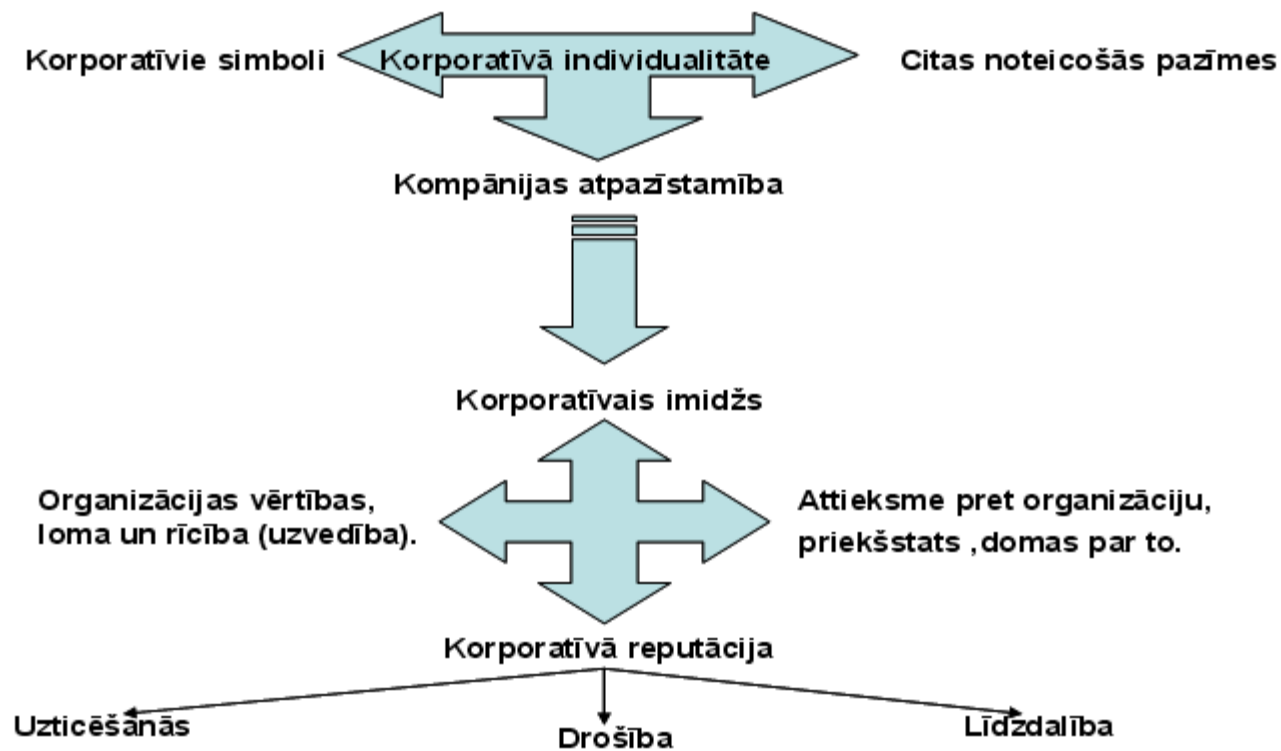 Korporatīvie simboli
Korporatīvā individualitāte
Citas noteicošās pazīmes
Kompānijas atpazīstamība
Korporatīvais imidžs
Organizācijas vērtības,
loma un rīcība (uzvedība).
Attieksme pret organizāciju,
priekšstats ,domas par to.
Korporatīvā reputācija
Uzticēšanās
Drošība
Līdzdalība